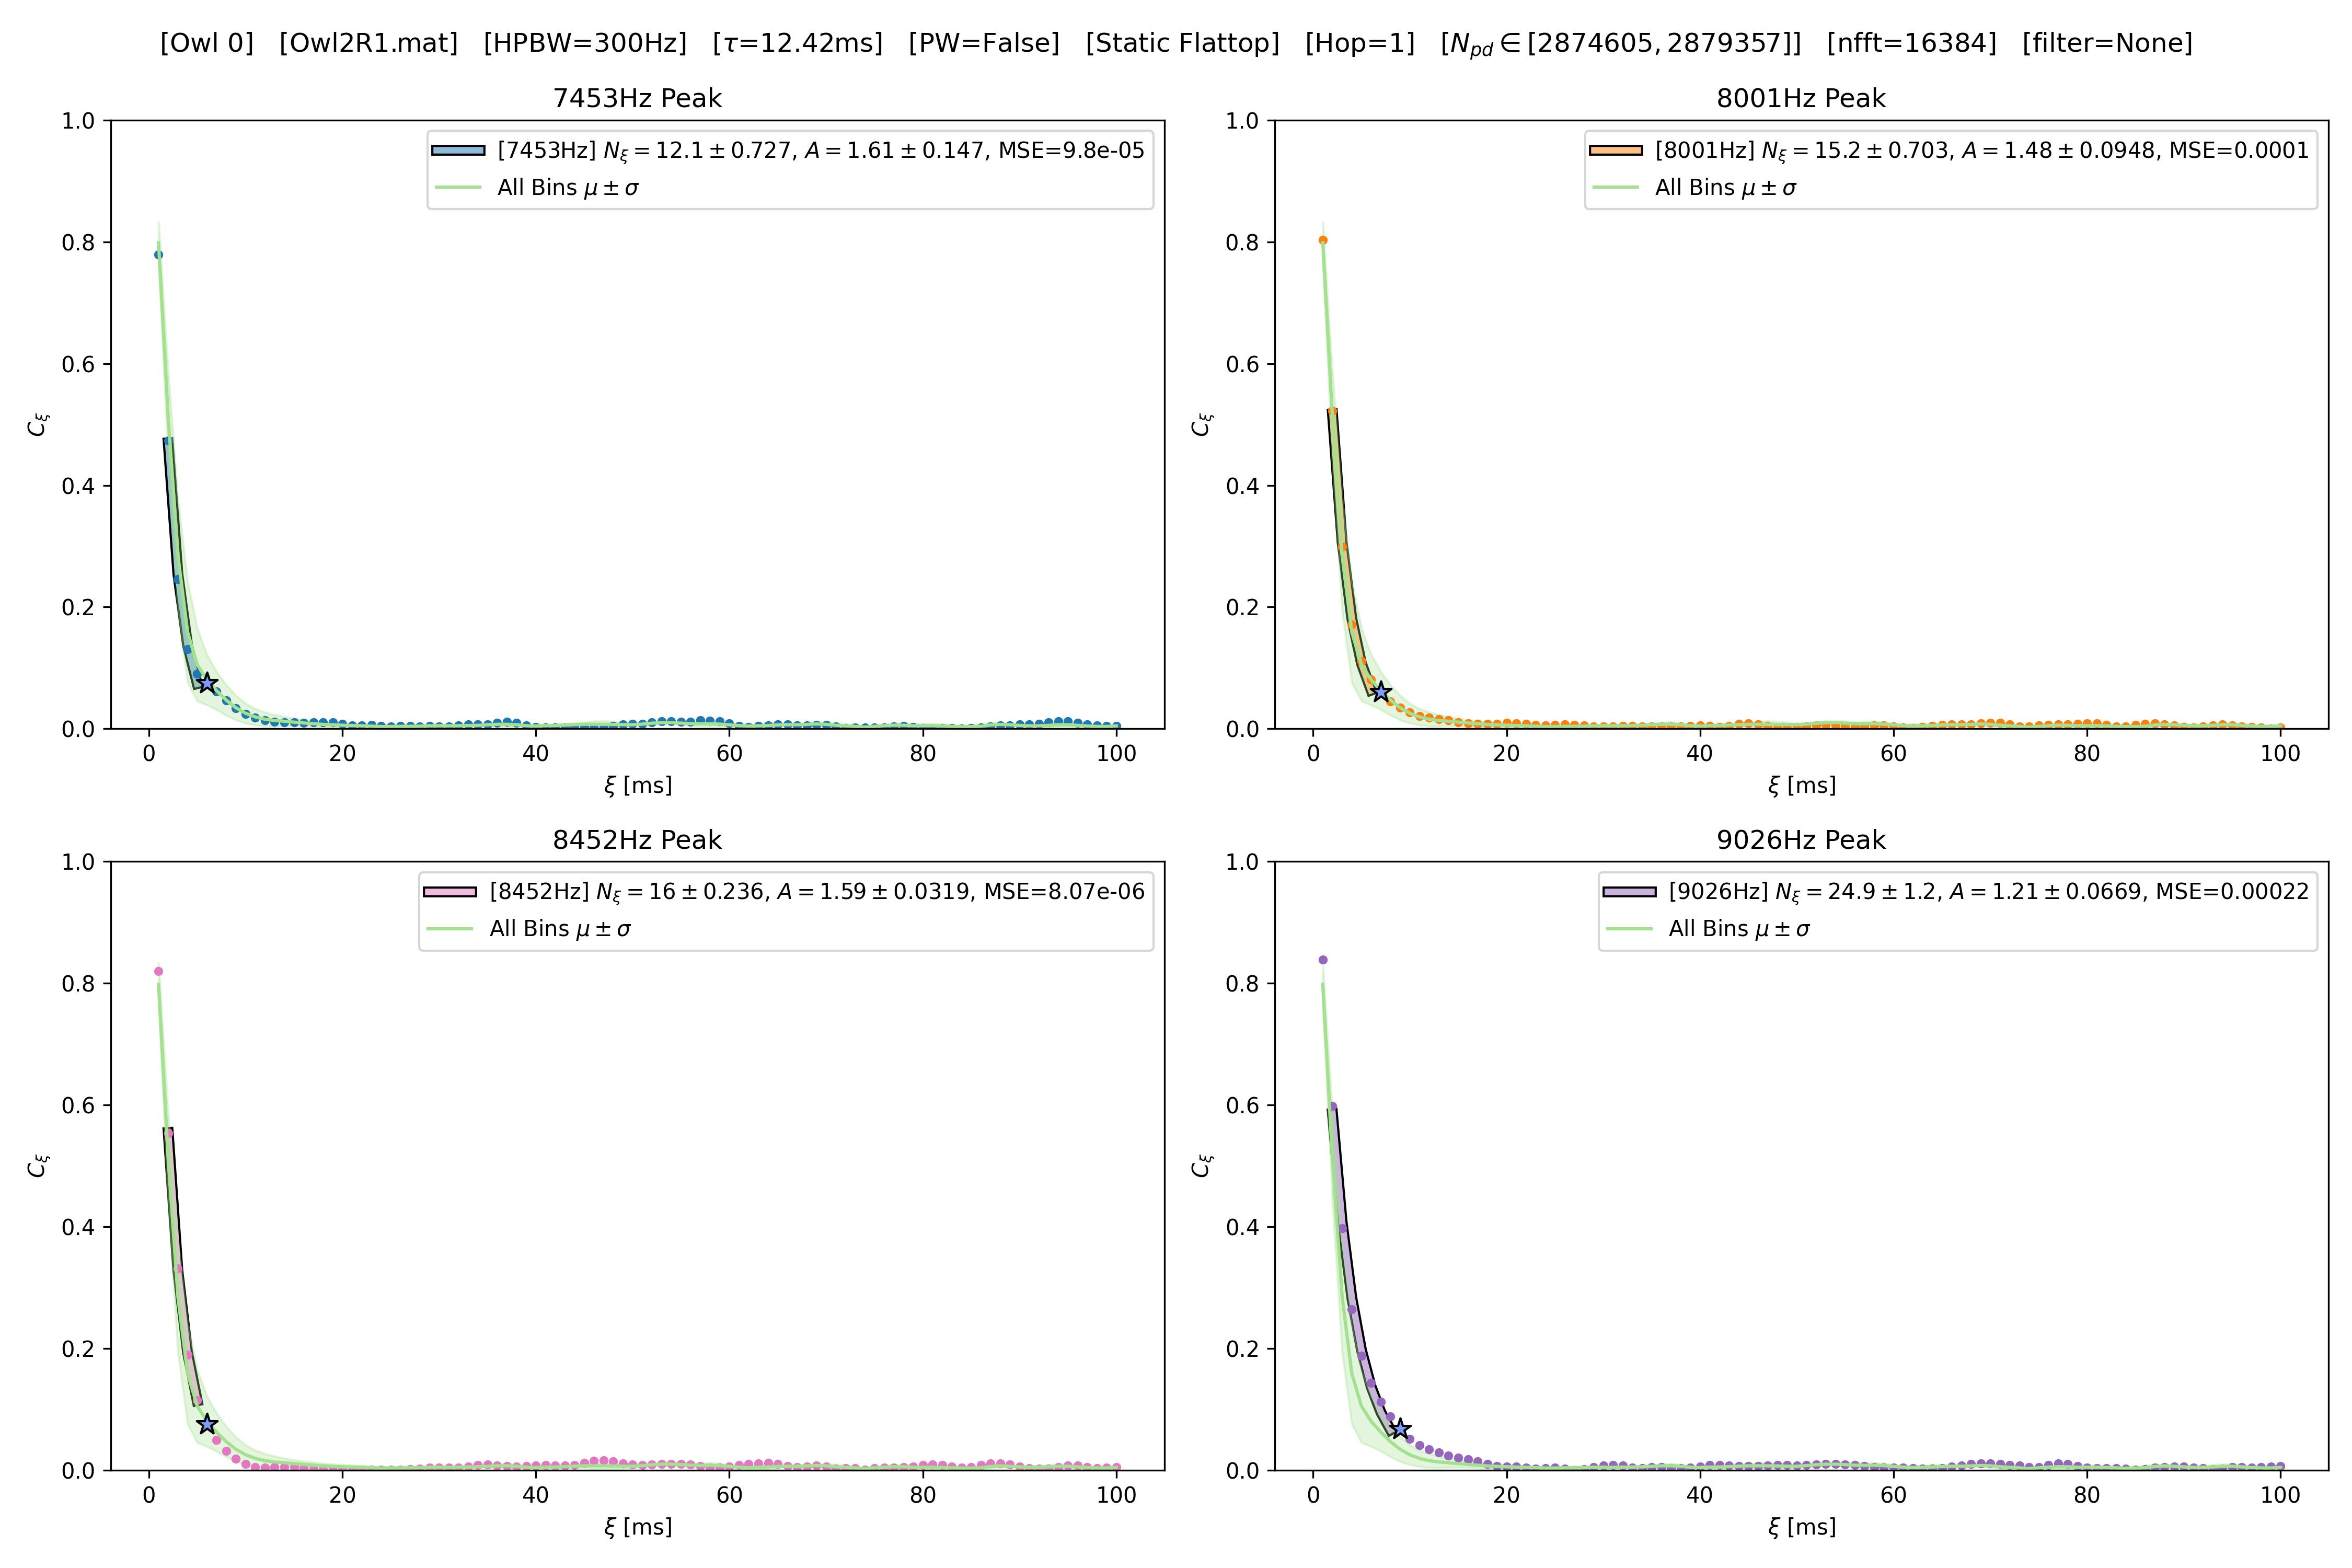 [Owl 0] [Owl2R1.mat] [HPBW=300Hz] [τ=12.42ms] [PW=False] [Static Flattop] [Hop=1] [N_pd ∈ [2874605, 2879357]] [nfft=16384] [filter=None]
7453Hz Peak
[7453Hz] N_ξ = 12.1 ± 0.727, A = 1.61 ± 0.147, MSE=9.8e-05
All Bins μ ± σ
C_ξ
1.0
0.8
0.6
0.4
0.2
0.0
0 20 40 60 80 100
ξ [ms]
8001Hz Peak
[8001Hz] N_ξ = 15.2 ± 0.703, A = 1.48 ± 0.0948, MSE=0.0001
All Bins μ ± σ
C_ξ
1.0
0.8
0.6
0.4
0.2
0.0
0 20 40 60 80 100
ξ [ms]
8452Hz Peak
[8452Hz] N_ξ = 16 ± 0.236, A = 1.59 ± 0.0319, MSE=8.07e-06
All Bins μ ± σ
C_ξ
1.0
0.8
0.6
0.4
0.2
0.0
0 20 40 60 80 100
ξ [ms]
9026Hz Peak
[9026Hz] N_ξ = 24.9 ± 1.2, A = 1.21 ± 0.0669, MSE=0.00022
All Bins μ ± σ
C_ξ
1.0
0.8
0.6
0.4
0.2
0.0
0 20 40 60 80 100
ξ [ms]